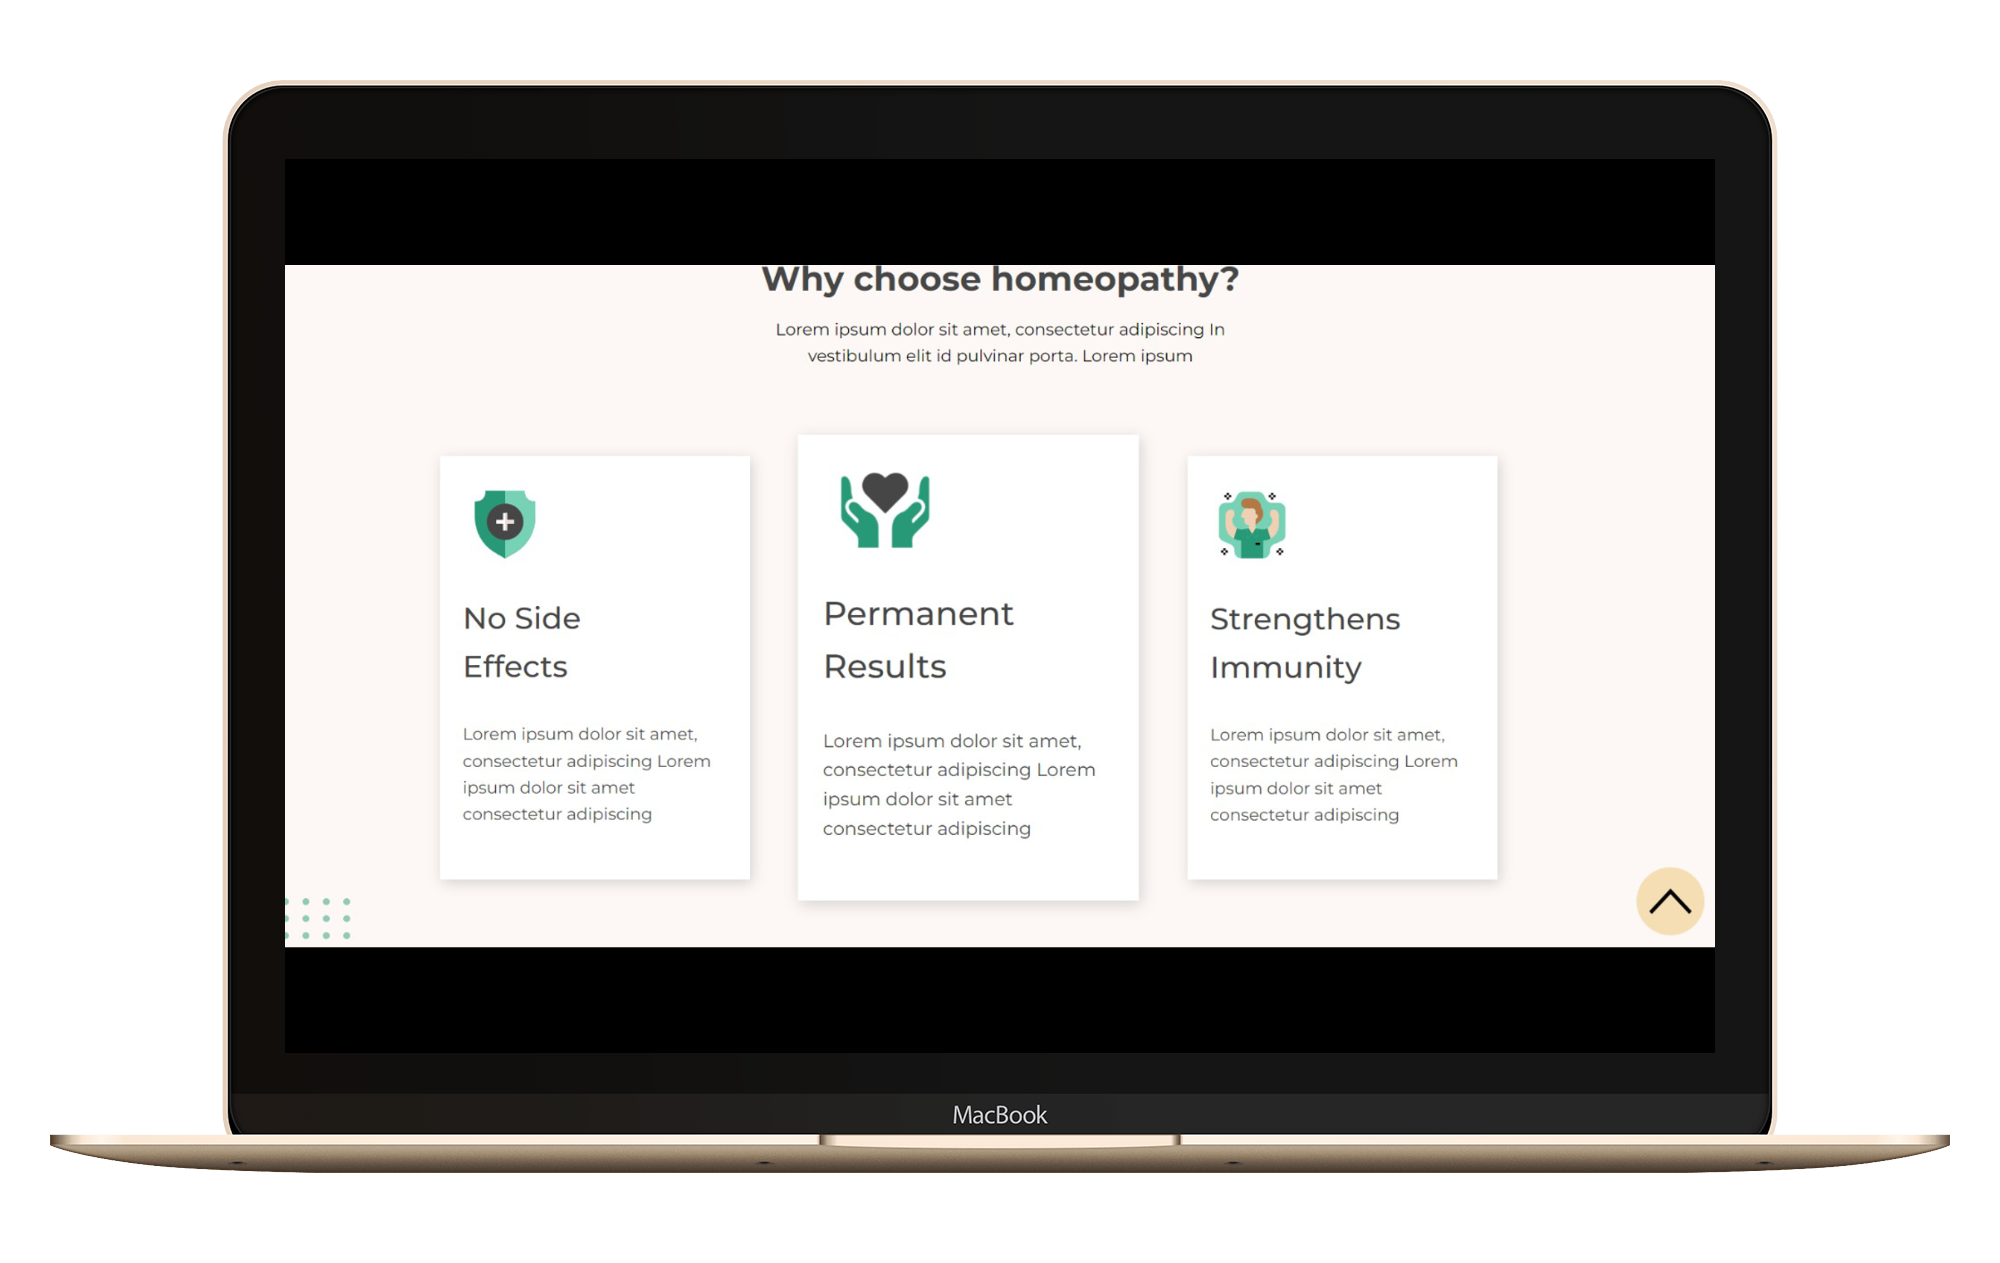 Why choose homeopathy?
Lorem ipsum dolor sit amet, consectetur adipiscing In
vestibulum elit id pulvinar porta. Lorem ipsum
No Side
Effects
Lorem ipsum dolor sit amet,
consectetur adipiscing Lorem
ipsum dolor sit amet
consectetur adipiscing
Permanent
Results
Lorem ipsum dolor sit amet,
consectetur adipiscing Lorem
ipsum dolor sit amet
consectetur adipiscing
Strengthens
Immunity
Lorem ipsum dolor sit amet,
consectetur adipiscing Lorem
ipsum dolor sit amet
consectetur adipiscing
MacBook